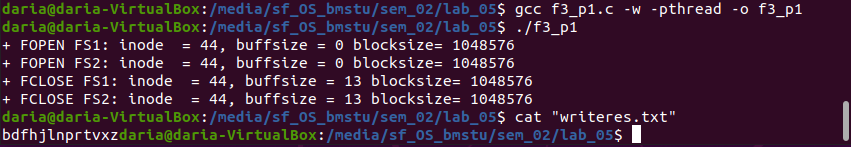 daria@daria-VirtualBox:/media/sf_OS_bmstu/sem_02/lab_05$ gcc f3_p1.c -w -pthread -o f3_p1
daria@daria-VirtualBox:/media/sf_OS_bmstu/sem_02/lab_05$ ./f3_p1
+ FOPEN FS1: inode  = 44, buffsize = 0 blocksize= 1048576
+ FOPEN FS2: inode  = 44, buffsize = 0 blocksize= 1048576
+ FCLOSE FS1: inode  = 44, buffsize = 13 blocksize= 1048576
+ FCLOSE FS2: inode  = 44, buffsize = 13 blocksize= 1048576
daria@daria-VirtualBox:/media/sf_OS_bmstu/sem_02/lab_05$ cat "writeres.txt"
bdfhjlnprtvxzdaria@daria-VirtualBox:/media/sf_OS_bmstu/sem_02/lab_05$